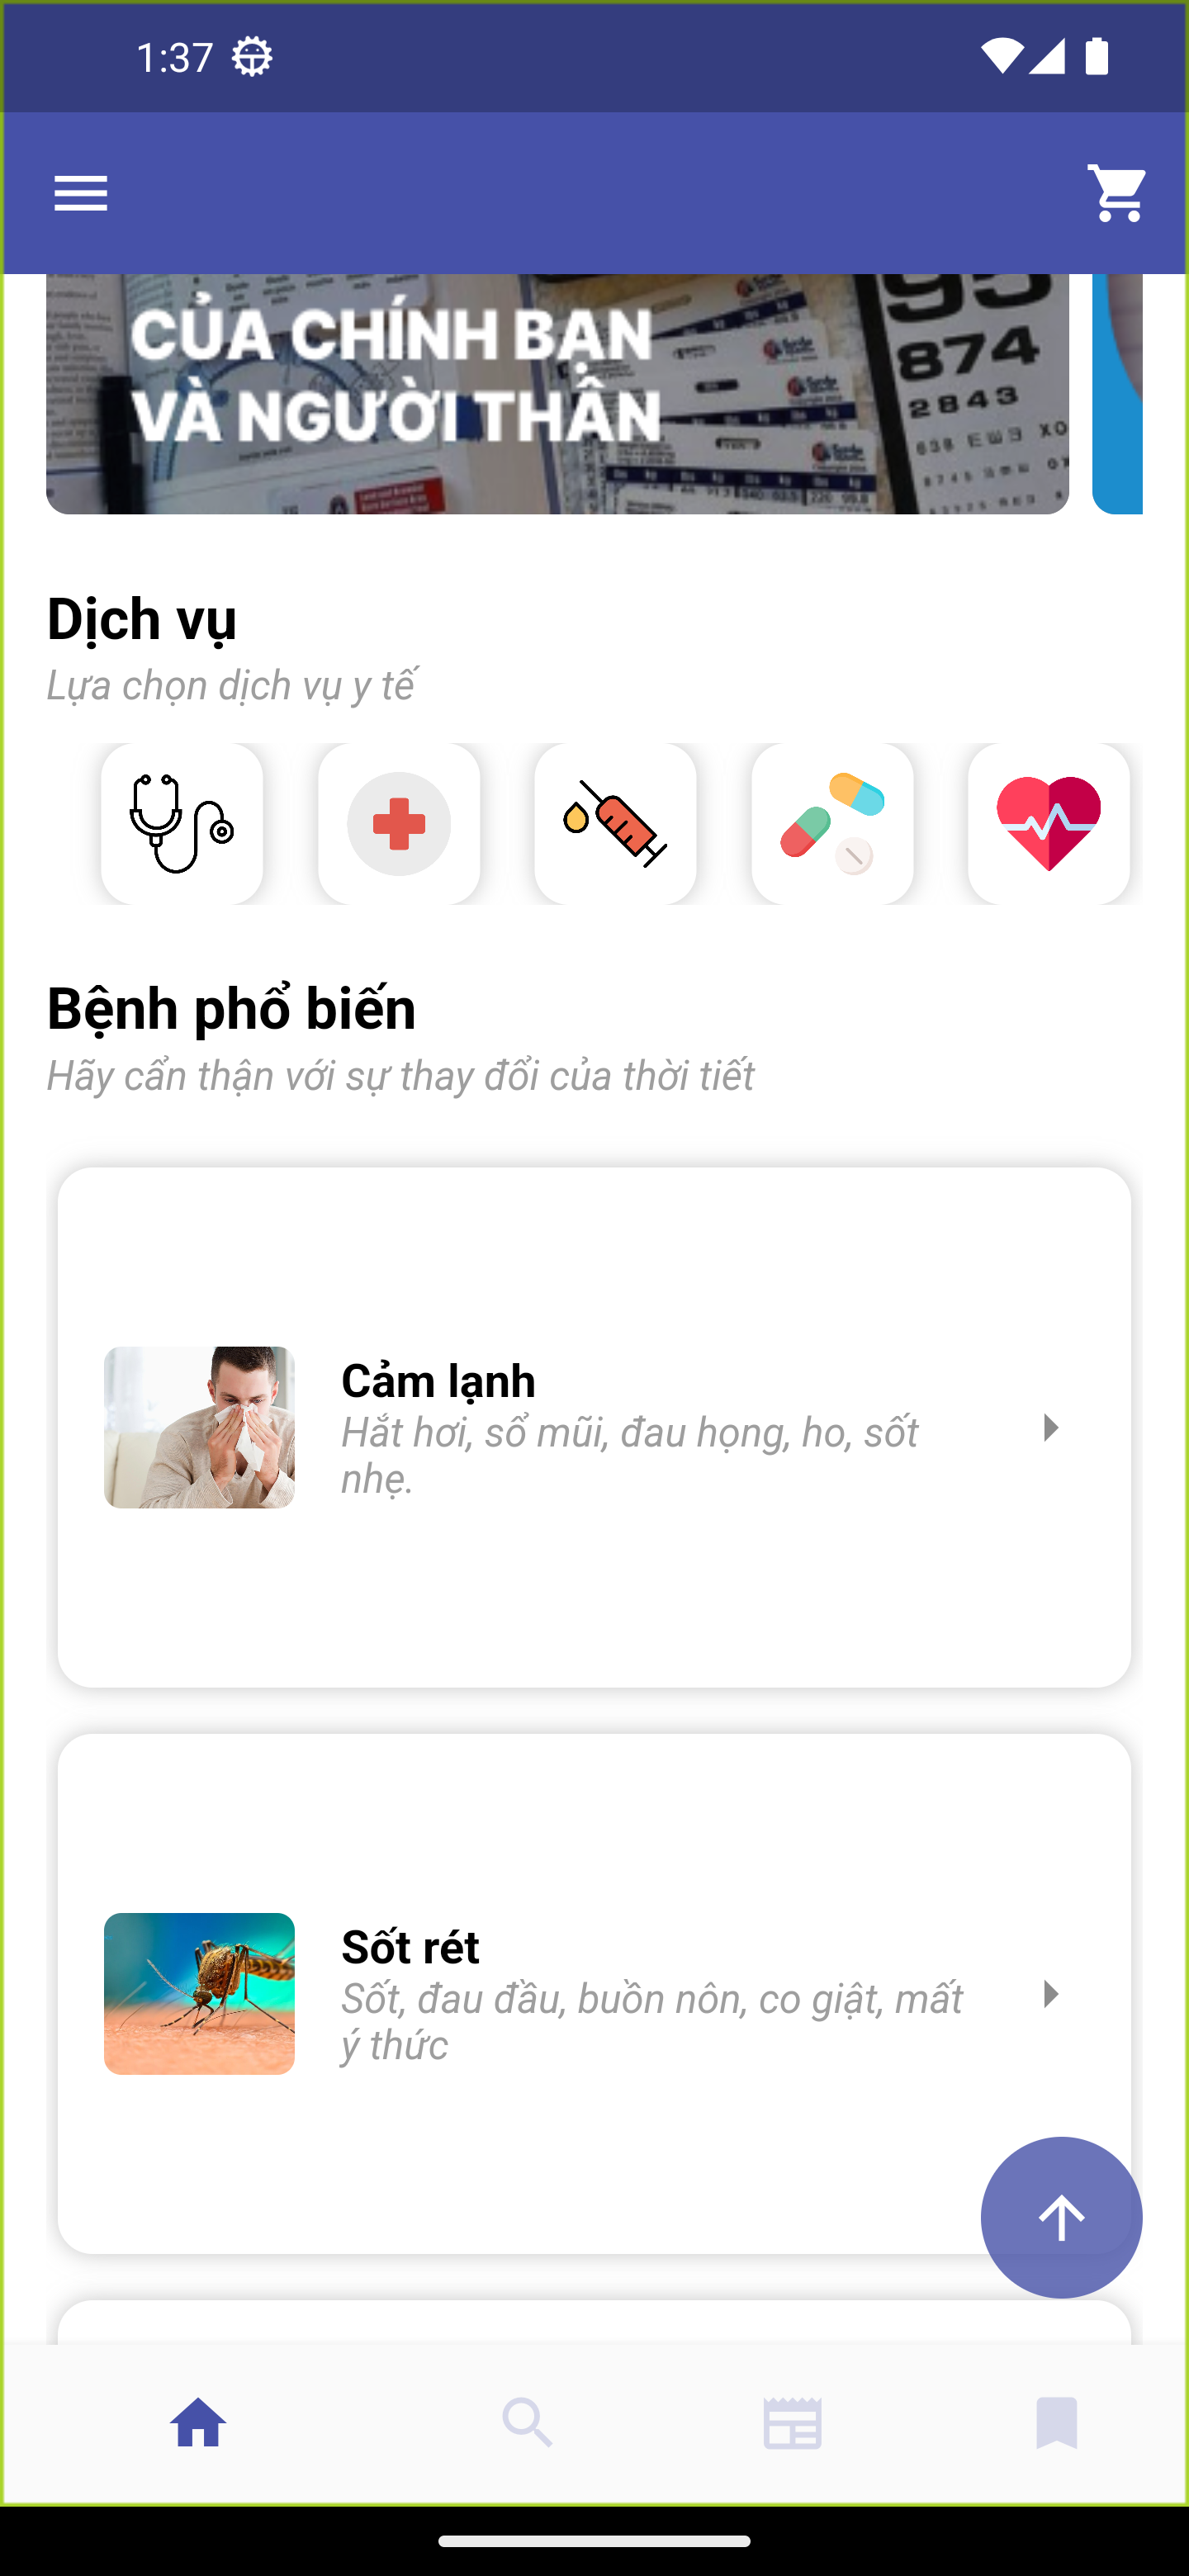 1:37
CỦA CHÍNH BẠN
VÀ NGƯỜI THÂN
95
874
2843
Dịch vụ
Lựa chọn dịch vụ y tế
Bệnh phổ biến
Hãy cẩn thận với sự thay đổi của thời tiết
Cảm lạnh
Hắt hơi, sổ mũi, đau họng, ho, sốt
nhẹ.
Sốt rét
Sốt, đau đầu, buồn nôn, co giật, mất
ý thức